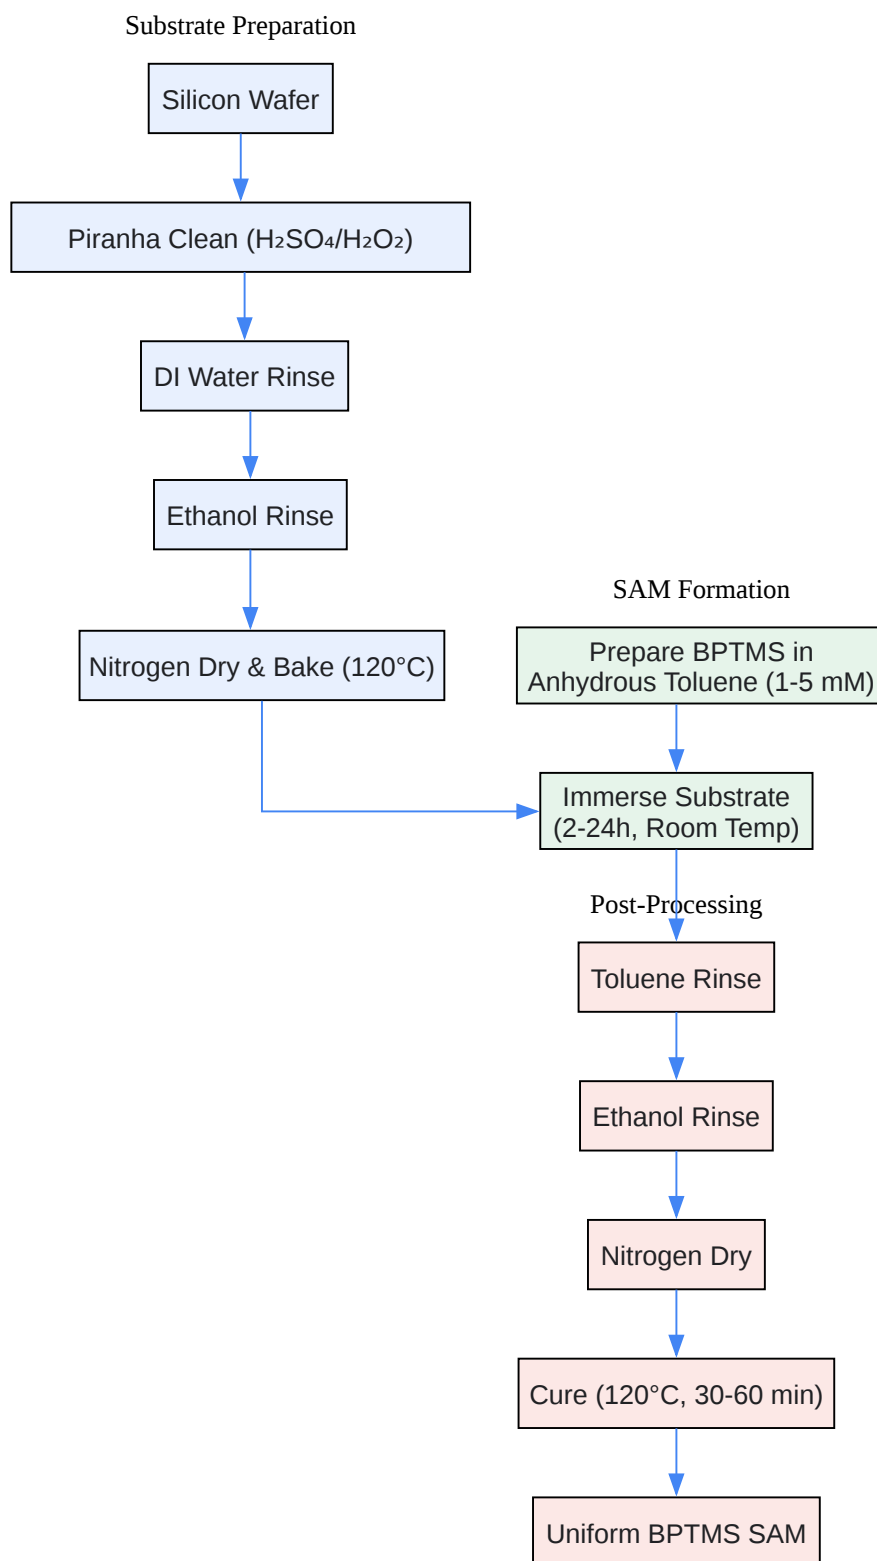 Substrate Preparation
Silicon Wafer
Piranha Clean (H₂SO₄/H₂O₂)
DI Water Rinse
Ethanol Rinse
Nitrogen Dry & Bake (120°C)
SAM Formation
Prepare BPTMS in
Anhydrous Toluene (1-5 mM)
Immerse Substrate
(2-24h, Room Temp)
Post-Processing
Toluene Rinse
Ethanol Rinse
Nitrogen Dry
Cure (120°C, 30-60 min)
Uniform BPTMS SAM